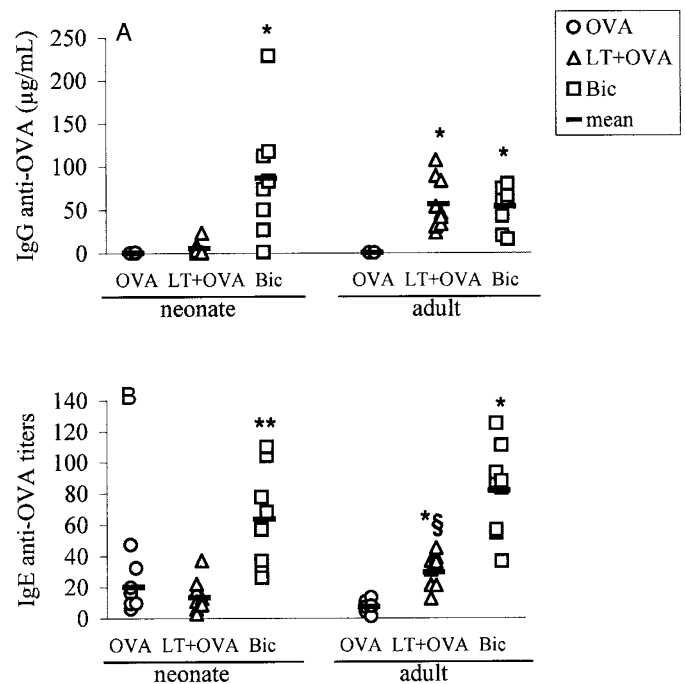 A
IgG anti-OVA (μg/mL)
250
200
150
100
50
0
*
*
*
OVA LT+OVA Bic OVA LT+OVA Bic
neonate adult
OVA
LT+OVA
Bic
mean
B
IgE anti-OVA titers
140
120
100
80
60
40
20
0
**
*§
*
OVA LT+OVA Bic OVA LT+OVA Bic
neonate adult